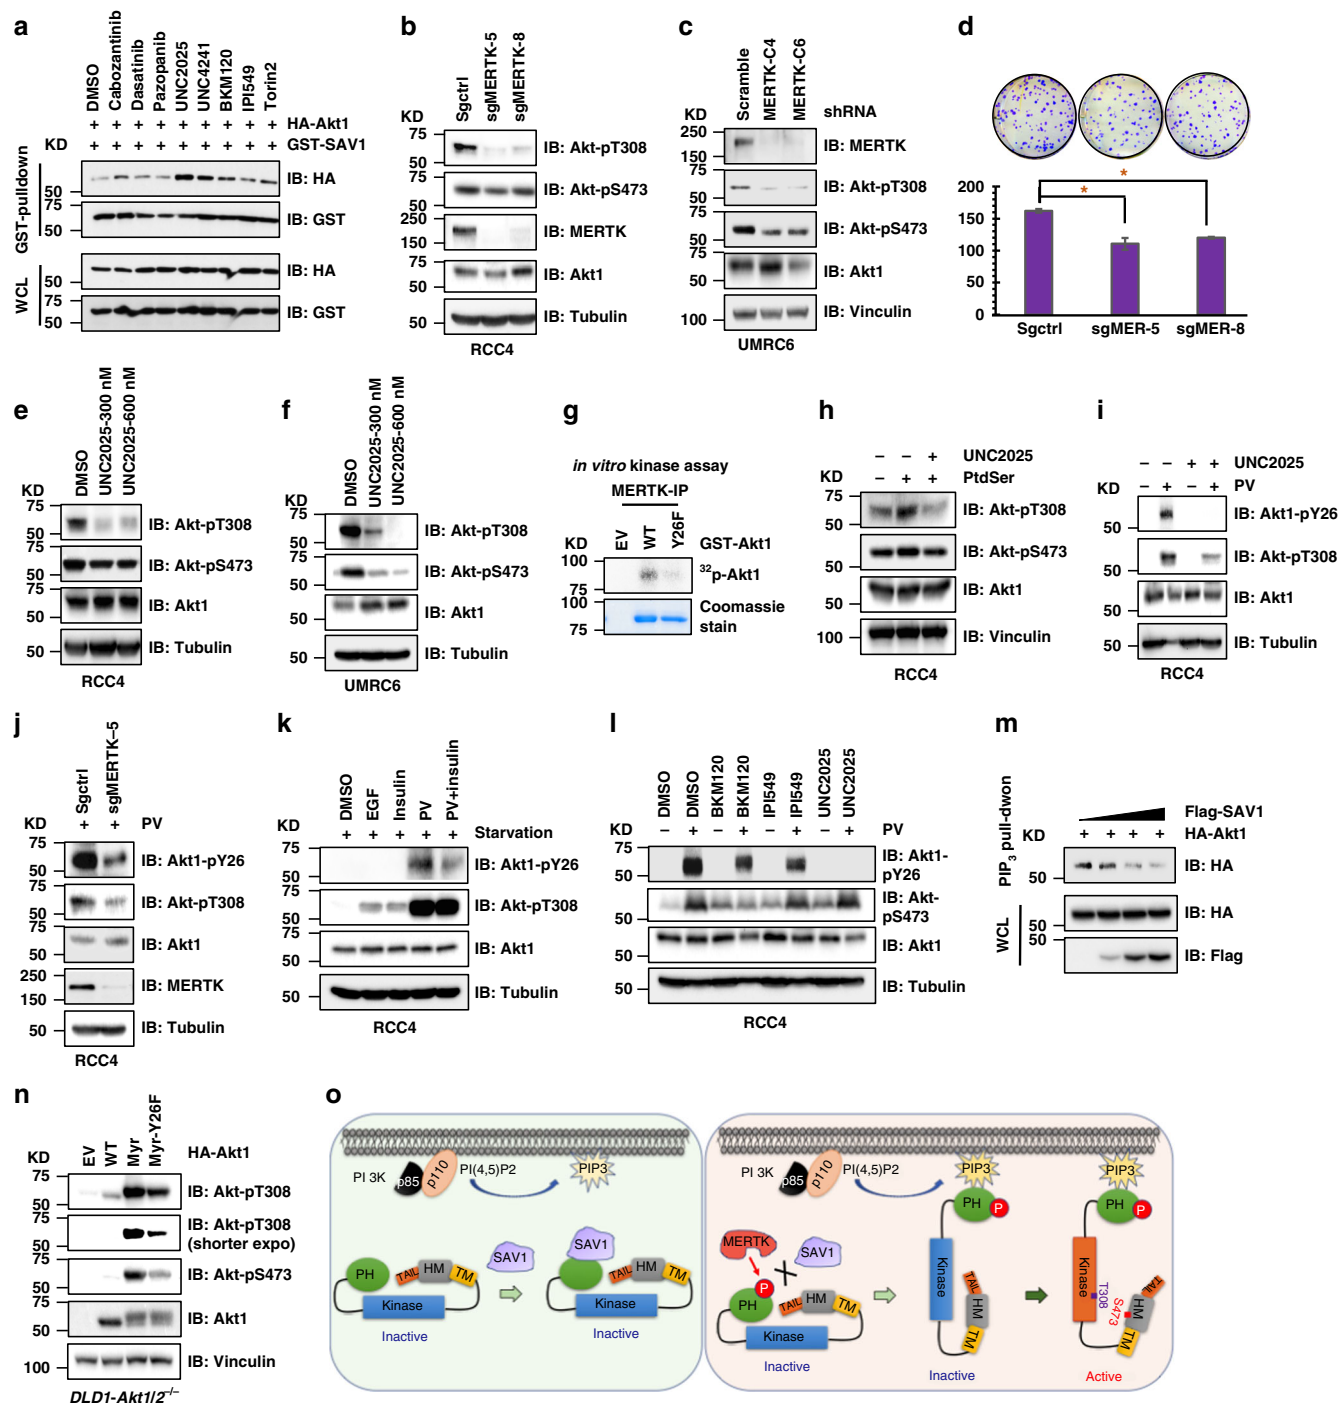 a
DMSO
Cabozantinib
Dasatinib
Pazopanib
UNC2025
UNC4241
BKM120
IPI549
Torin2
+ + + + + + + + + HA-Akt1
KD + + + + + + + + + GST-SAV1
GST-pulldown
50 IB: HA
75
50 IB: GST
WCL
75
50 IB: HA
75
50 IB: GST
b
Sgctrl
sgMERTK-5
sgMERTK-8
KD
75
50 IB: Akt-pT308
75
50 IB: Akt-pS473
250
150 IB: MERTK
75
50 IB: Akt1
50 IB: Tubulin
RCC4
c
Scramble
MERTK-C4
MERTK-C6
KD shRNA
250
150 IB: MERTK
75
50 IB: Akt-pT308
75
50 IB: Akt-pS473
75
50 IB: Akt1
100 IB: Vinculin
UMRC6
d
200
150
100
50
0
* *
Sgctrl sgMER-5 sgMER-8
e
DMSO
UNC2025-300 nM
UNC2025-600 nM
KD
75
50 IB: Akt-pT308
75
50 IB: Akt-pS473
75
50 IB: Akt1
50 IB: Tubulin
RCC4
f
DMSO
UNC2025-300 nM
UNC2025-600 nM
KD
75
50 IB: Akt-pT308
75
50 IB: Akt-pS473
75
50 IB: Akt1
50 IB: Tubulin
UMRC6
g
in vitro kinase assay
MERTK-IP
EV
WT
Y26F
KD GST-Akt1
100
75 32p-Akt1
100
75 Coomassie
stain
h
– – + UNC2025
KD – + + PtdSer
75
50 IB: Akt-pT308
75
50 IB: Akt-pS473
75
50 IB: Akt1
100 IB: Vinculin
RCC4
i
– – + + UNC2025
KD – + – + PV
50 IB: Akt1-pY26
75
50 IB: Akt-pT308
75
50 IB: Akt1
50 IB: Tubulin
RCC4
j
Sgctrl
sgMERTK–5
KD + + PV
75
50 IB: Akt1-pY26
75
50 IB: Akt-pT308
75
50 IB: Akt1
250
150 IB: MERTK
50 IB: Tubulin
RCC4
k
DMSO
EGF
Insulin
PV
PV+insulin
KD + + + + + Starvation
75
50 IB: Akt1-pY26
75
50 IB: Akt-pT308
75
50 IB: Akt1
50 IB: Tubulin
RCC4
l
DMSO
DMSO
BKM120
BKM120
IPI549
IPI549
UNC2025
UNC2025
KD – + – + – + – + PV
75
50 IB: Akt1-
pY26
75
50 IB: Akt-
pS473
75
50 IB: Akt1
50 IB: Tubulin
RCC4
m
Flag-SAV1
KD + + + + HA-Akt1
PIP3 pull-dwon
50 IB: HA
WCL
50 IB: HA
50 IB: Flag
n
EV
WT
Myr
Myr-Y26F
KD HA-Akt1
75
50 IB: Akt-pT308
75
50 IB: Akt-pT308
(shorter expo)
75
50 IB: Akt-pS473
75
50 IB: Akt1
100 IB: Vinculin
DLD1-Akt1/2–/–
o
PI 3K
p85
p110
PI(4,5)P2
PIP3
PH
TAIL
HM
TM
Kinase
Inactive
SAV1
SAV1
TAIL
HM
TM
Kinase
Inactive
PI 3K
p85
p110
PI(4,5)P2
PIP3
PIP3
MERTK
SAV1
P
PH
TAIL
HM
TM
Kinase
Inactive
PH
P
Kinase
TAIL
HM
TM
Inactive
PH
P
Kinase
T308
S473
TAIL
HM
TM
Active